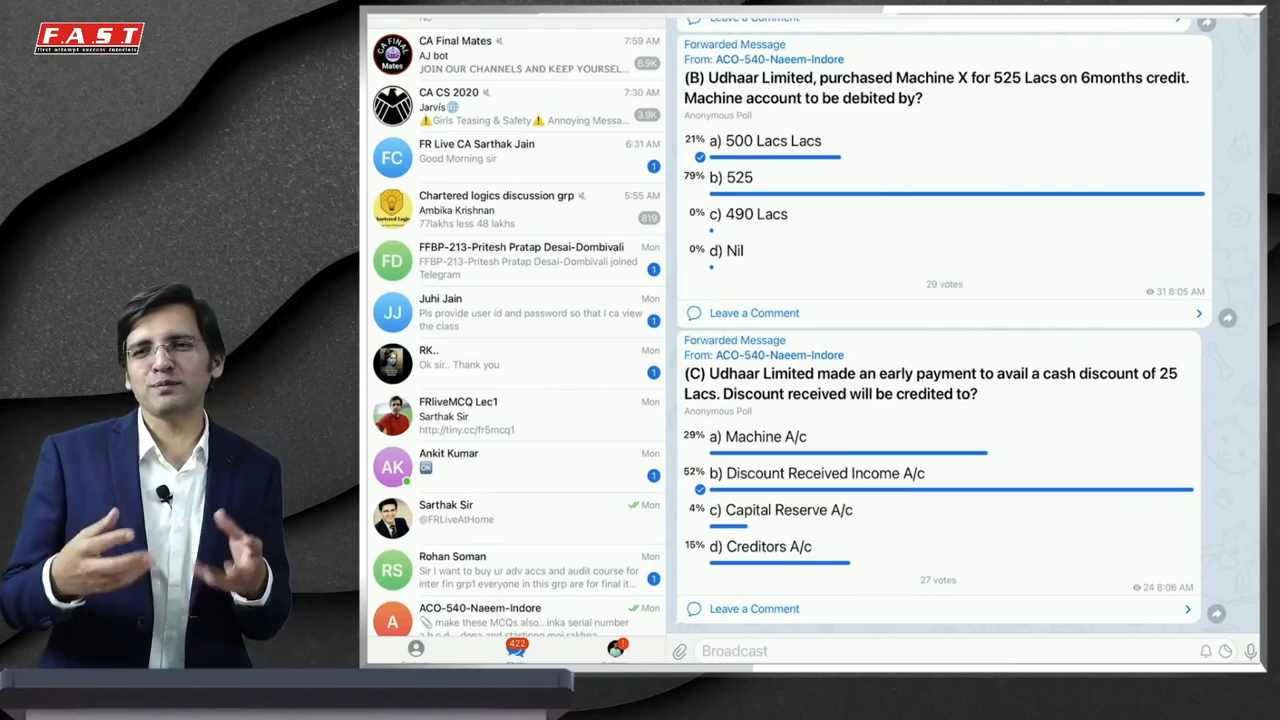 F.A.S.T
first attempt success tutorials
CA FINAL
Mates
CA Final Mates
7:59 AM
AJ bot
JOIN OUR CHANNELS AND KEEP YOURSEL...
6.9K
CA CS 2020
7:30 AM
Jarvis
⚠Girls Teasing & Safety⚠ Annoying Messa...
3.9K
FC
FR Live CA Sarthak Jain
6:31 AM
Good Morning sir
1
Chartered logics discussion grp
5:55 AM
Ambika Krishnan
77lakhs less 48 lakhs
819
FD
FFBP-213-Pritesh Pratap Desai-Dombivali
Mon
FFBP-213-Pritesh Pratap Desai-Dombivali joined
Telegram
1
JJ
Juhi Jain
Mon
Pls provide user id and password so that I ca view
the class
1
RK..
Mon
Ok sir.. Thank you
1
FRliveMCQ Lec1
Mon
Sarthak Sir
http://tiny.cc/fr5mcq1
AK
Ankit Kumar
Mon
OK
1
Sarthak Sir
Mon
@FRLiveAtHome
RS
Rohan Soman
Mon
Sir I want to buy ur adv accs and audit course for
inter fin grp1 everyone in this grp are for final it...
1
A
ACO-540-Naeem-Indore
Mon
make these MCQs also...inka serial number
422
!
Leave a Comment
Forwarded Message
From: ACO-540-Naeem-Indore
(B) Udhaar Limited, purchased Machine X for 525 Lacs on 6months credit.
Machine account to be debited by?
Anonymous Poll
21% a) 500 Lacs Lacs
79% b) 525
0% c) 490 Lacs
0% d) Nil
29 votes
31 8:05 AM
Leave a Comment
Forwarded Message
From: ACO-540-Naeem-Indore
(C) Udhaar Limited made an early payment to avail a cash discount of 25
Lacs. Discount received will be credited to?
Anonymous Poll
29% a) Machine A/c
52% b) Discount Received Income A/c
4% c) Capital Reserve A/c
15% d) Creditors A/c
27 votes
24 8:06 AM
Leave a Comment
Broadcast